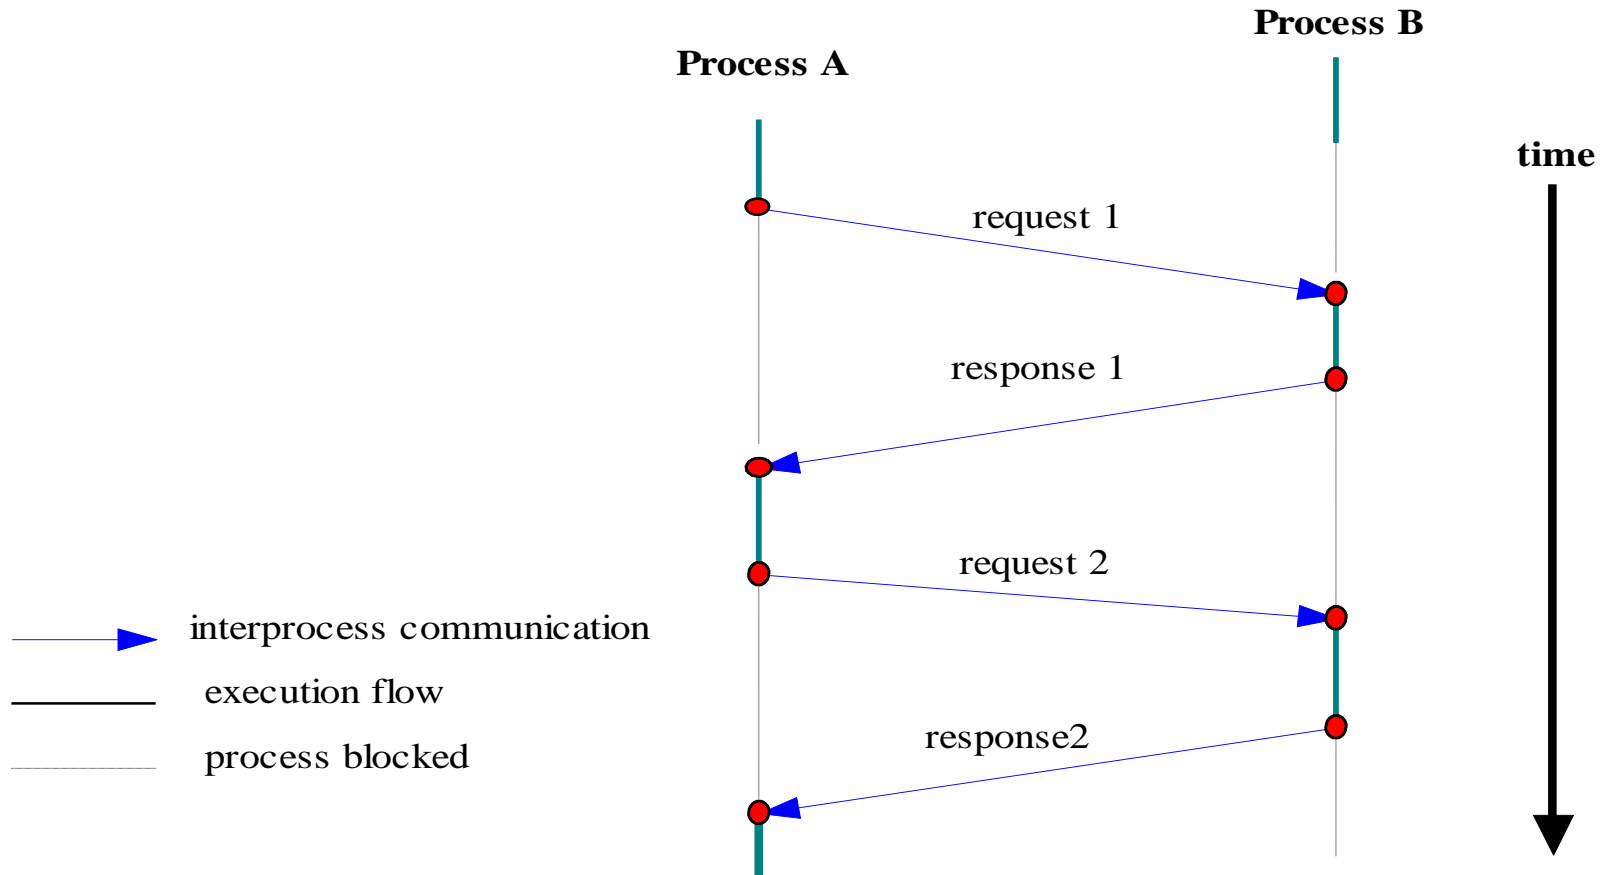 Process B
Process A
time
request 1
response 1
request 2
interprocess communication
execution flow
response2
process blocked